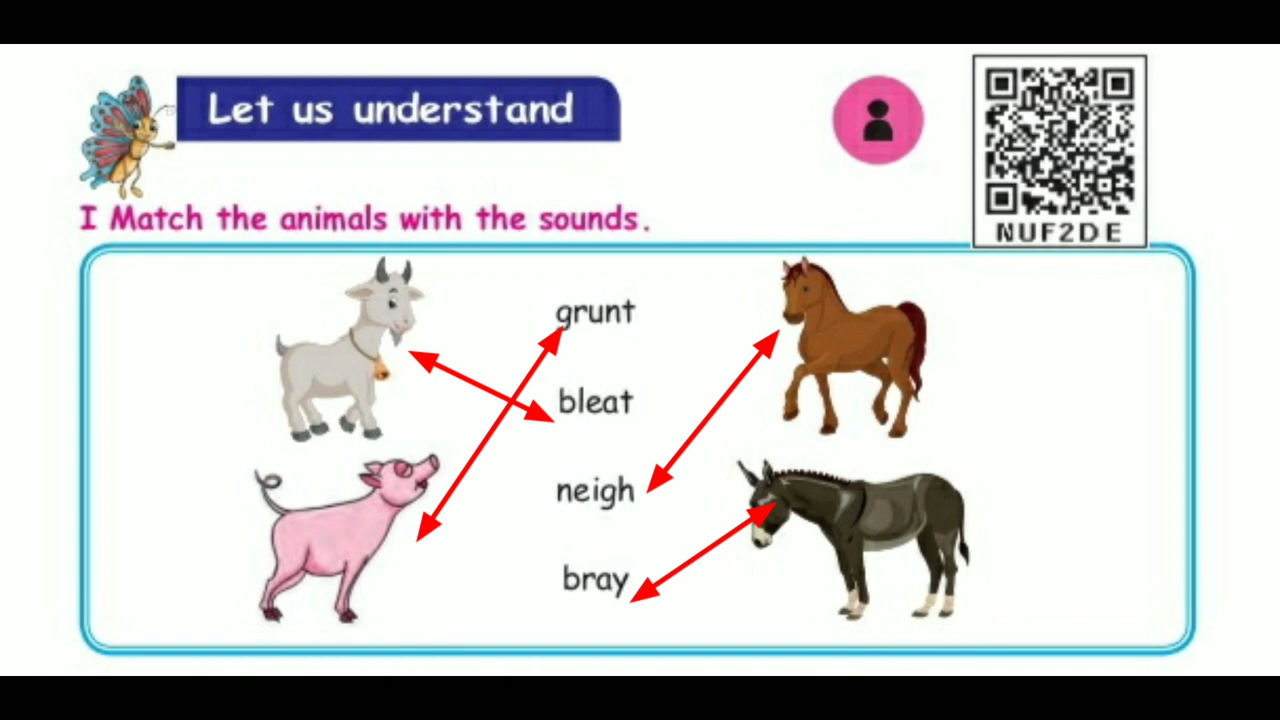 Let us understand
NUF2DE
I Match the animals with the sounds.
grunt
bleat
neigh
bray